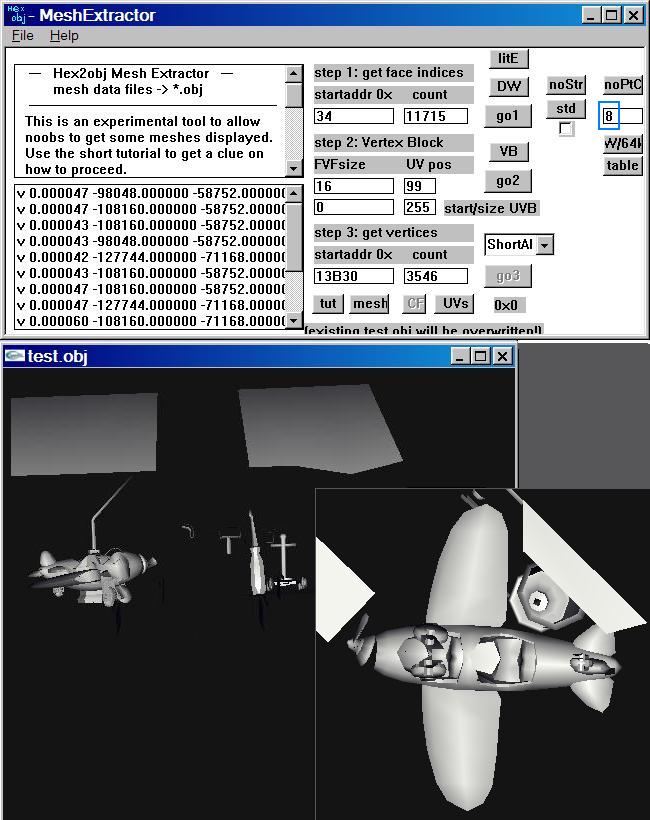 Hex obj - MeshExtractor
File Help
— Hex2obj Mesh Extractor —
mesh data files -> *.obj
This is an experimental tool to allow
noobs to get some meshes displayed.
Use the short tutorial to get a clue on
how to proceed.
v 0.000047 -98048.000000 -58752.00000
v 0.000047 -108160.000000 -58752.0000
v 0.000043 -108160.000000 -58752.0000
v 0.000043 -98048.000000 -58752.00000
v 0.000042 -127744.000000 -71168.0000
v 0.000043 -108160.000000 -58752.0000
v 0.000047 -108160.000000 -58752.0000
v 0.000047 -127744.000000 -71168.0000
v 0.000060 -108160.000000 -71168.0000
step 1: get face indices
startaddr 0x count
34 11715
step 2: Vertex Block
FVFsize UV pos
16 99
0 255 start/size UVB
step 3: get vertices
startaddr 0x count
13B30 3546
tut mesh CF UVs
(existing test.obj will be overwritten!)
litE
DW
go1
VB
go2
ShortAl
go3
0x0
noStr noPtC
std 8
W/64k
table
test.obj